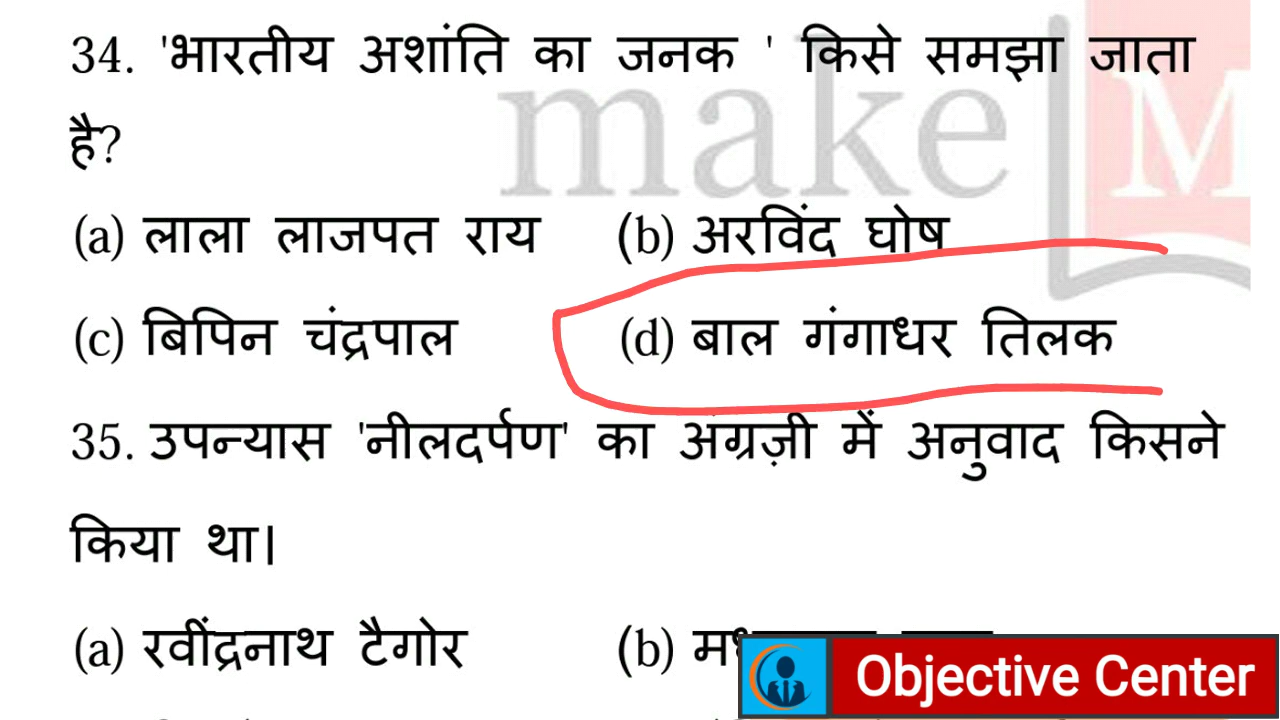 34. 'भारतीय अशांति का जनक ' किसे समझा जाता
है?
make M
(a) लाला लाजपत राय (b) अरविंद घोष
(c) बिपिन चंद्रपाल (d) बाल गंगाधर तिलक
35. उपन्यास 'नीलदर्पण' का अंग्रज़ी में अनुवाद किसने
किया था।
(a) रवींद्रनाथ टैगोर (b)
Objective Center